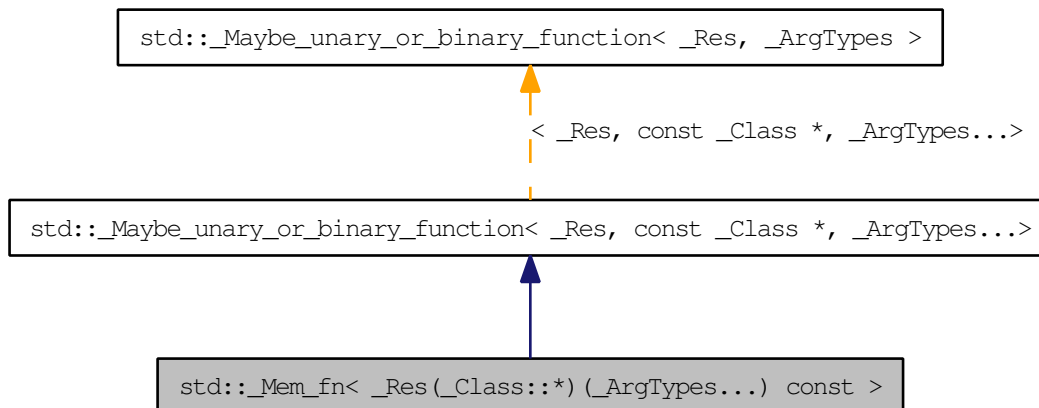 std::_Maybe_unary_or_binary_function< _Res, _ArgTypes >
< _Res, const _Class *, _ArgTypes...>
std::_Maybe_unary_or_binary_function< _Res, const _Class *, _ArgTypes...>
std::_Mem_fn< _Res(_Class::*)(_ArgTypes...) const >